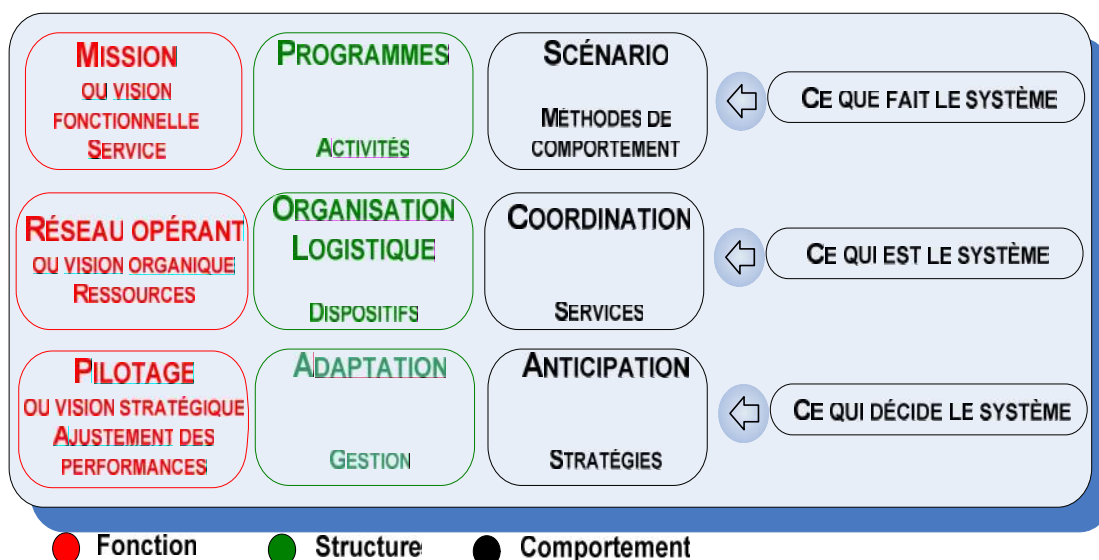 MISSION
OU VISION
FONCTIONNELLE
SERVICE
PROGRAMMES
ACTIVITÉS
SCÉNARIO
MÉTHODES DE
COMPORTEMENT
CE QUE FAIT LE SYSTÈME
RÉSEAU OPÉRANT
OU VISION ORGANIQUE
RESSOURCES
ORGANISATION
LOGISTIQUE
DISPOSITIFS
COORDINATION
SERVICES
CE QUI EST LE SYSTÈME
PILOTAGE
OU VISION STRATÉGIQUE
AJUSTEMENT DES
PERFORMANCES
ADAPTATION
GESTION
ANTICIPATION
STRATÉGIES
CE QUI DÉCIDE LE SYSTÈME
Fonction
Structure
Comportement